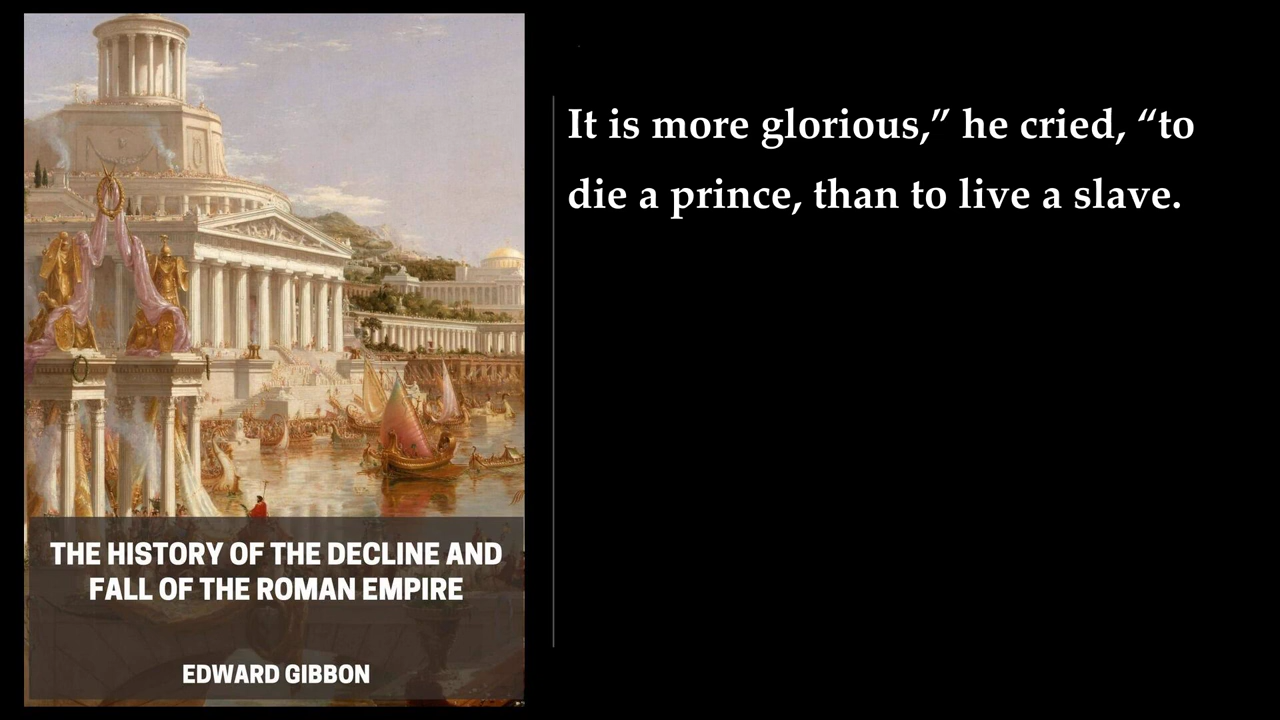 It is more glorious,” he cried, “to
die a prince, than to live a slave.
THE HISTORY OF THE DECLINE AND
FALL OF THE ROMAN EMPIRE
EDWARD GIBBON